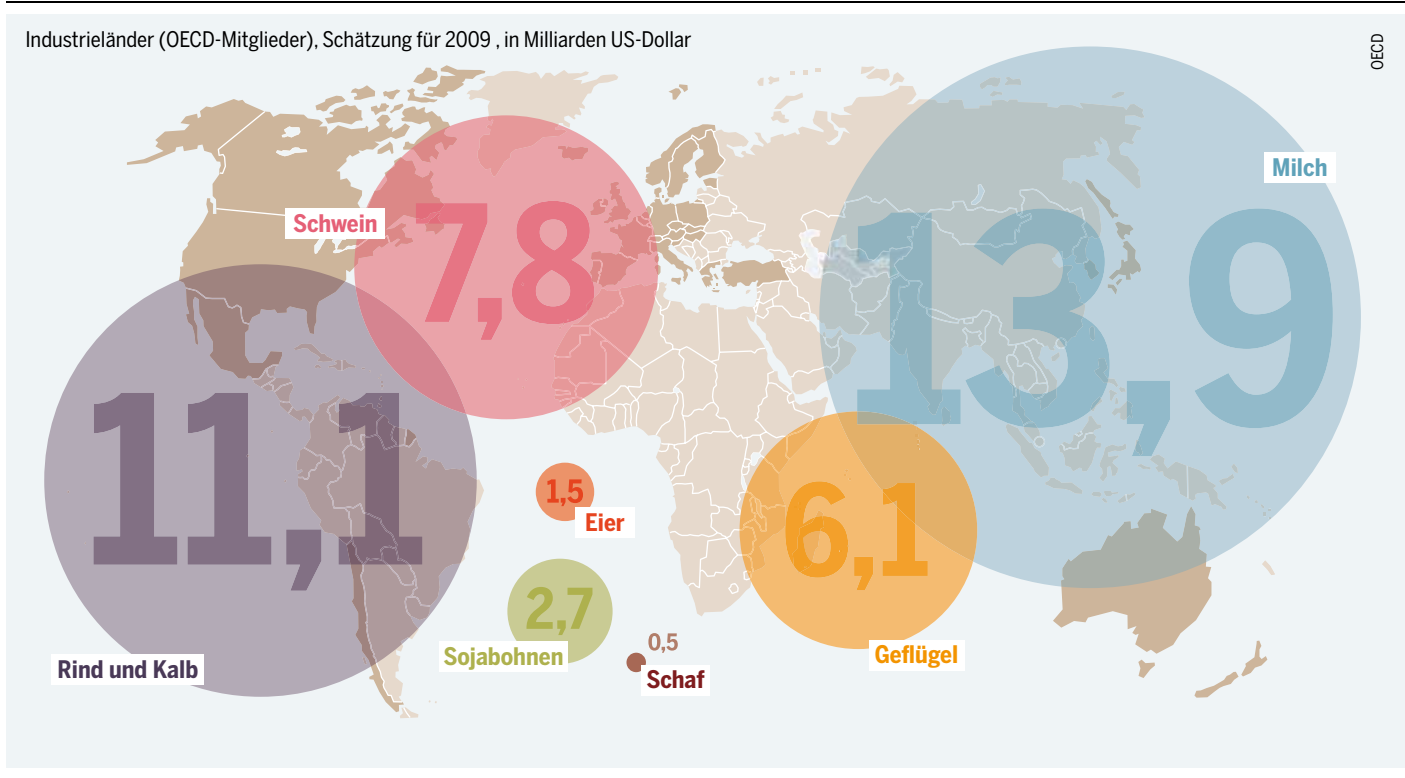 Industrieländer (OECD-Mitglieder), Schätzung für 2009 , in Milliarden US-Dollar
OECD
Milch
13,9
Schwein
7,8
11,1
Rind und Kalb
1,5
Eier
2,7
Sojabohnen
0,5
Schaf
6,1
Geflügel